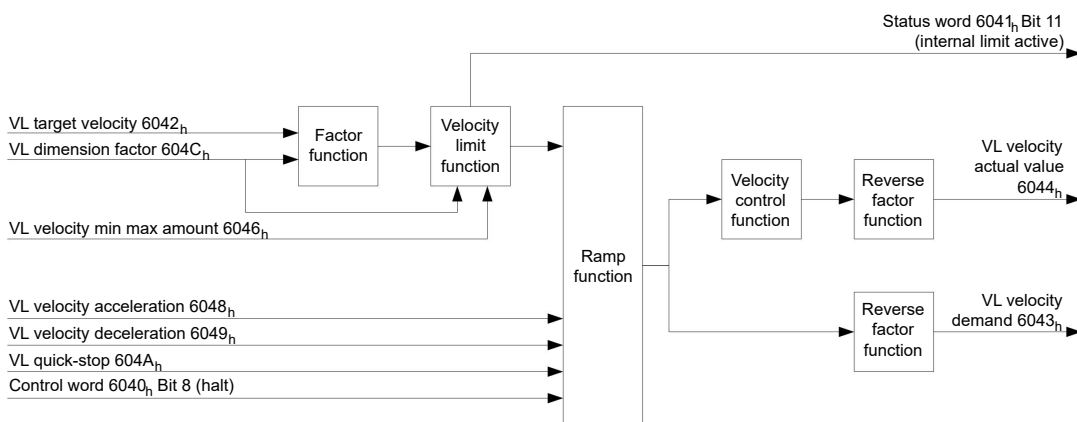 Status word 6041h Bit 11
(internal limit active)
VL target velocity 6042h
VL dimension factor 604Ch
Factor
function
Velocity
limit
function
VL velocity min max amount 6046h
VL velocity
actual value
6044h
Velocity
control
function
Reverse
factor
function
Ramp
function
VL velocity acceleration 6048h
VL velocity deceleration 6049h
VL quick-stop 604Ah
Control word 6040h Bit 8 (halt)
Reverse
factor
function
VL velocity
demand 6043h